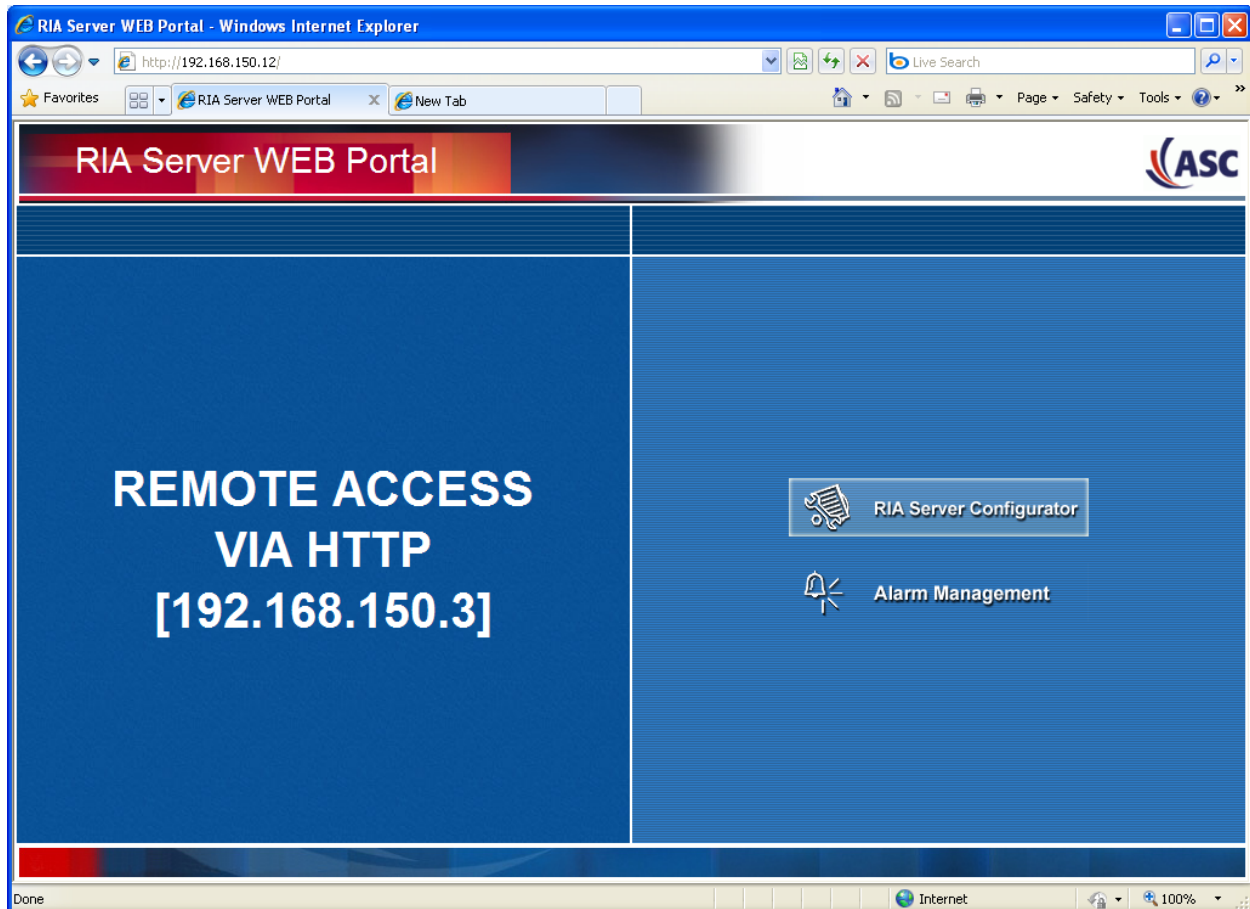 RIA Server WEB Portal - Windows Internet Explorer
http://192.168.150.12/
Live Search
Favorites
RIA Server WEB Portal
New Tab
Page
Safety
Tools
RIA Server WEB Portal
ASC
REMOTE ACCESS
VIA HTTP
[192.168.150.3]
RIA Server Configurator
Alarm Management
Done
Internet
100%